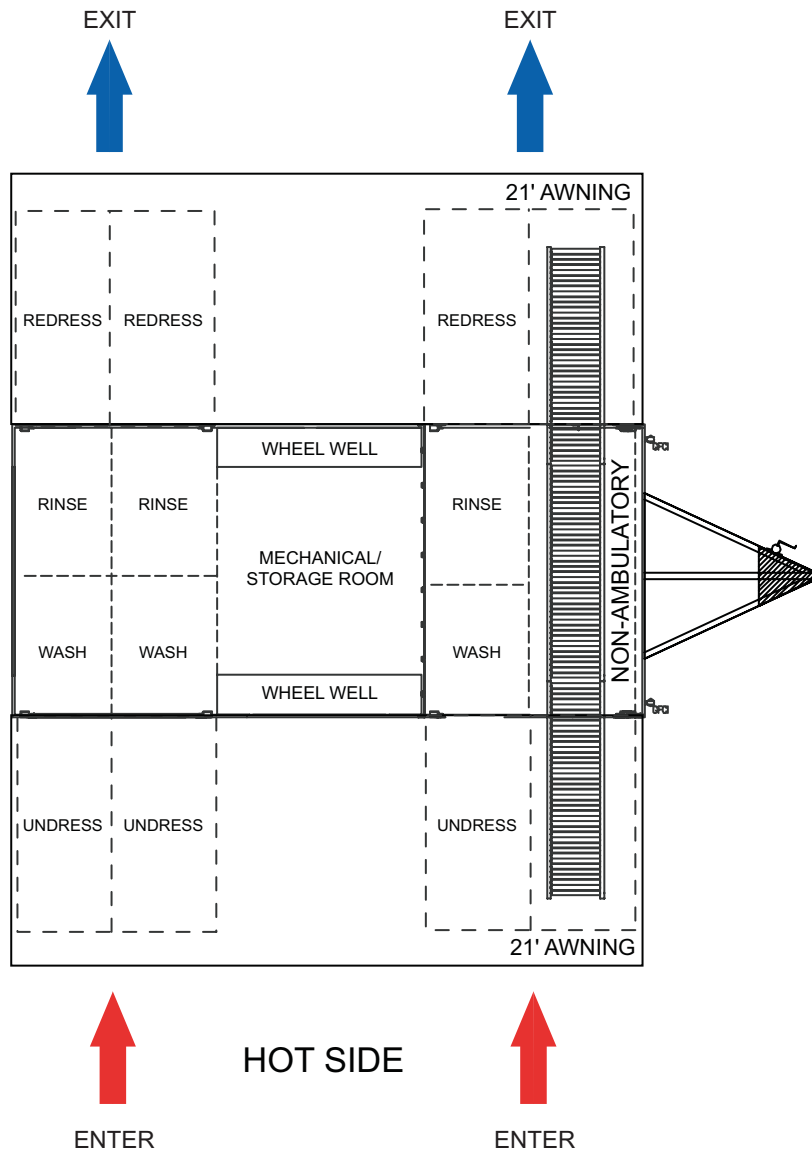 EXIT
EXIT
21' AWNING
REDRESS
REDRESS
REDRESS
WHEEL WELL
RINSE
RINSE
RINSE
MECHANICAL/
STORAGE ROOM
NON-AMBULATORY
WASH
WASH
WASH
WHEEL WELL
UNDRESS
UNDRESS
UNDRESS
21' AWNING
HOT SIDE
ENTER
ENTER